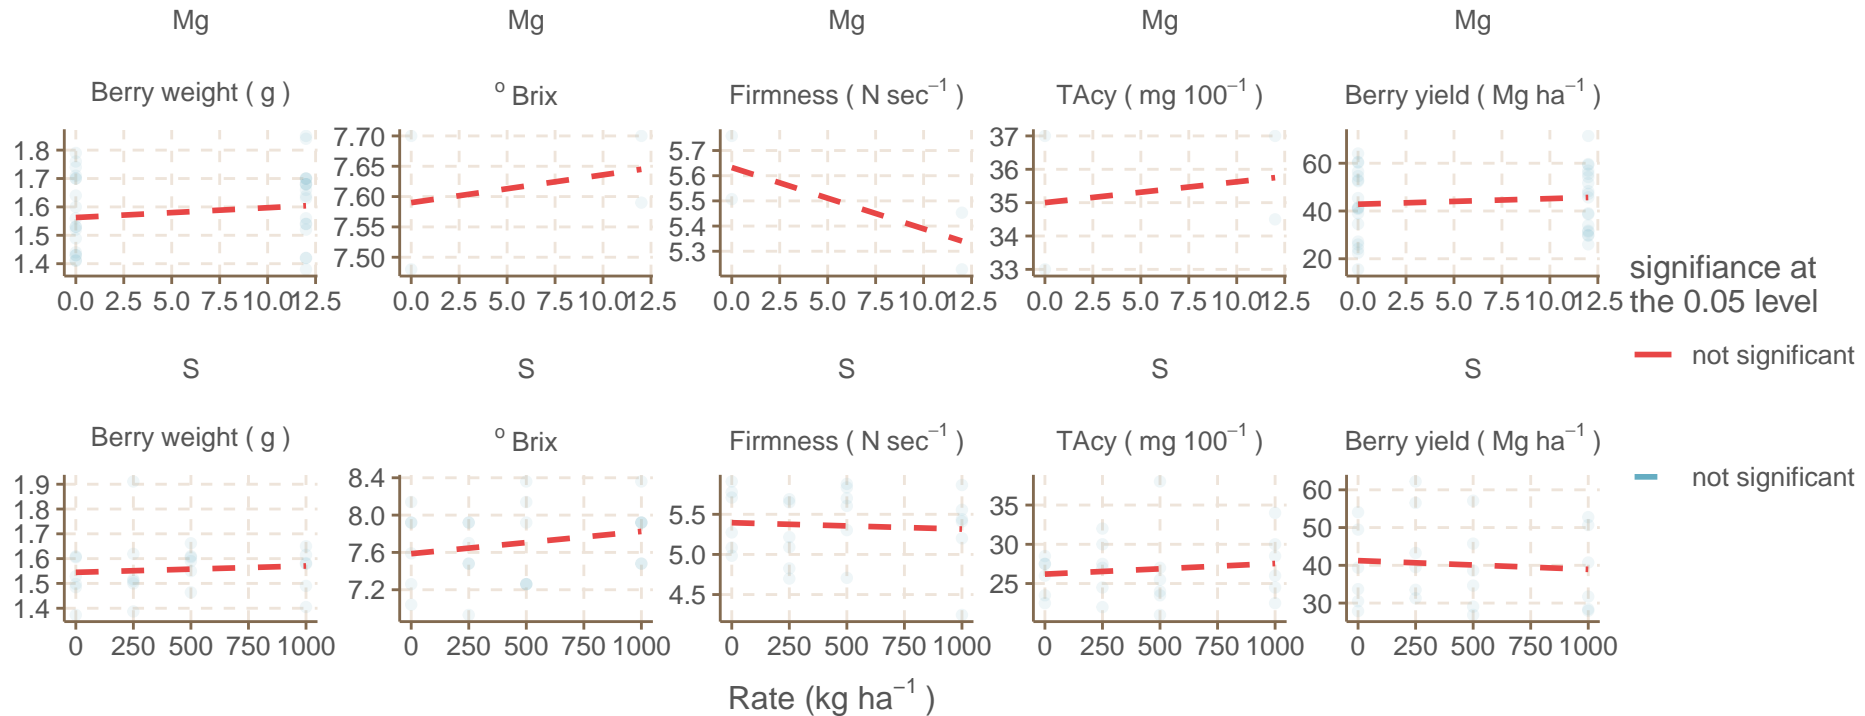 Mg Mg Mg Mg Mg
Berry weight ( g ) º Brix Firmness ( N sec⁻¹ ) TAcy ( mg 100⁻¹ ) Berry yield ( Mg ha⁻¹ )
1.8
1.7
1.6
1.5
1.4
0.0 2.5 5.0 7.5 10.0 12.5
7.70
7.65
7.60
7.55
7.50
0.0 2.5 5.0 7.5 10.0 12.5
5.7
5.6
5.5
5.4
5.3
0.0 2.5 5.0 7.5 10.0 12.5
37
36
35
34
33
0.0 2.5 5.0 7.5 10.0 12.5
60
40
20
0.0 2.5 5.0 7.5 10.0 12.5
S S S S S
Berry weight ( g ) º Brix Firmness ( N sec⁻¹ ) TAcy ( mg 100⁻¹ ) Berry yield ( Mg ha⁻¹ )
1.9
1.8
1.7
1.6
1.5
1.4
0 250 500 750 1000
8.4
8.0
7.6
7.2
0 250 500 750 1000
5.5
5.0
4.5
0 250 500 750 1000
35
30
25
0 250 500 750 1000
60
50
40
30
0 250 500 750 1000
Rate (kg ha⁻¹ )
signifiance at
the 0.05 level
not significant
not significant